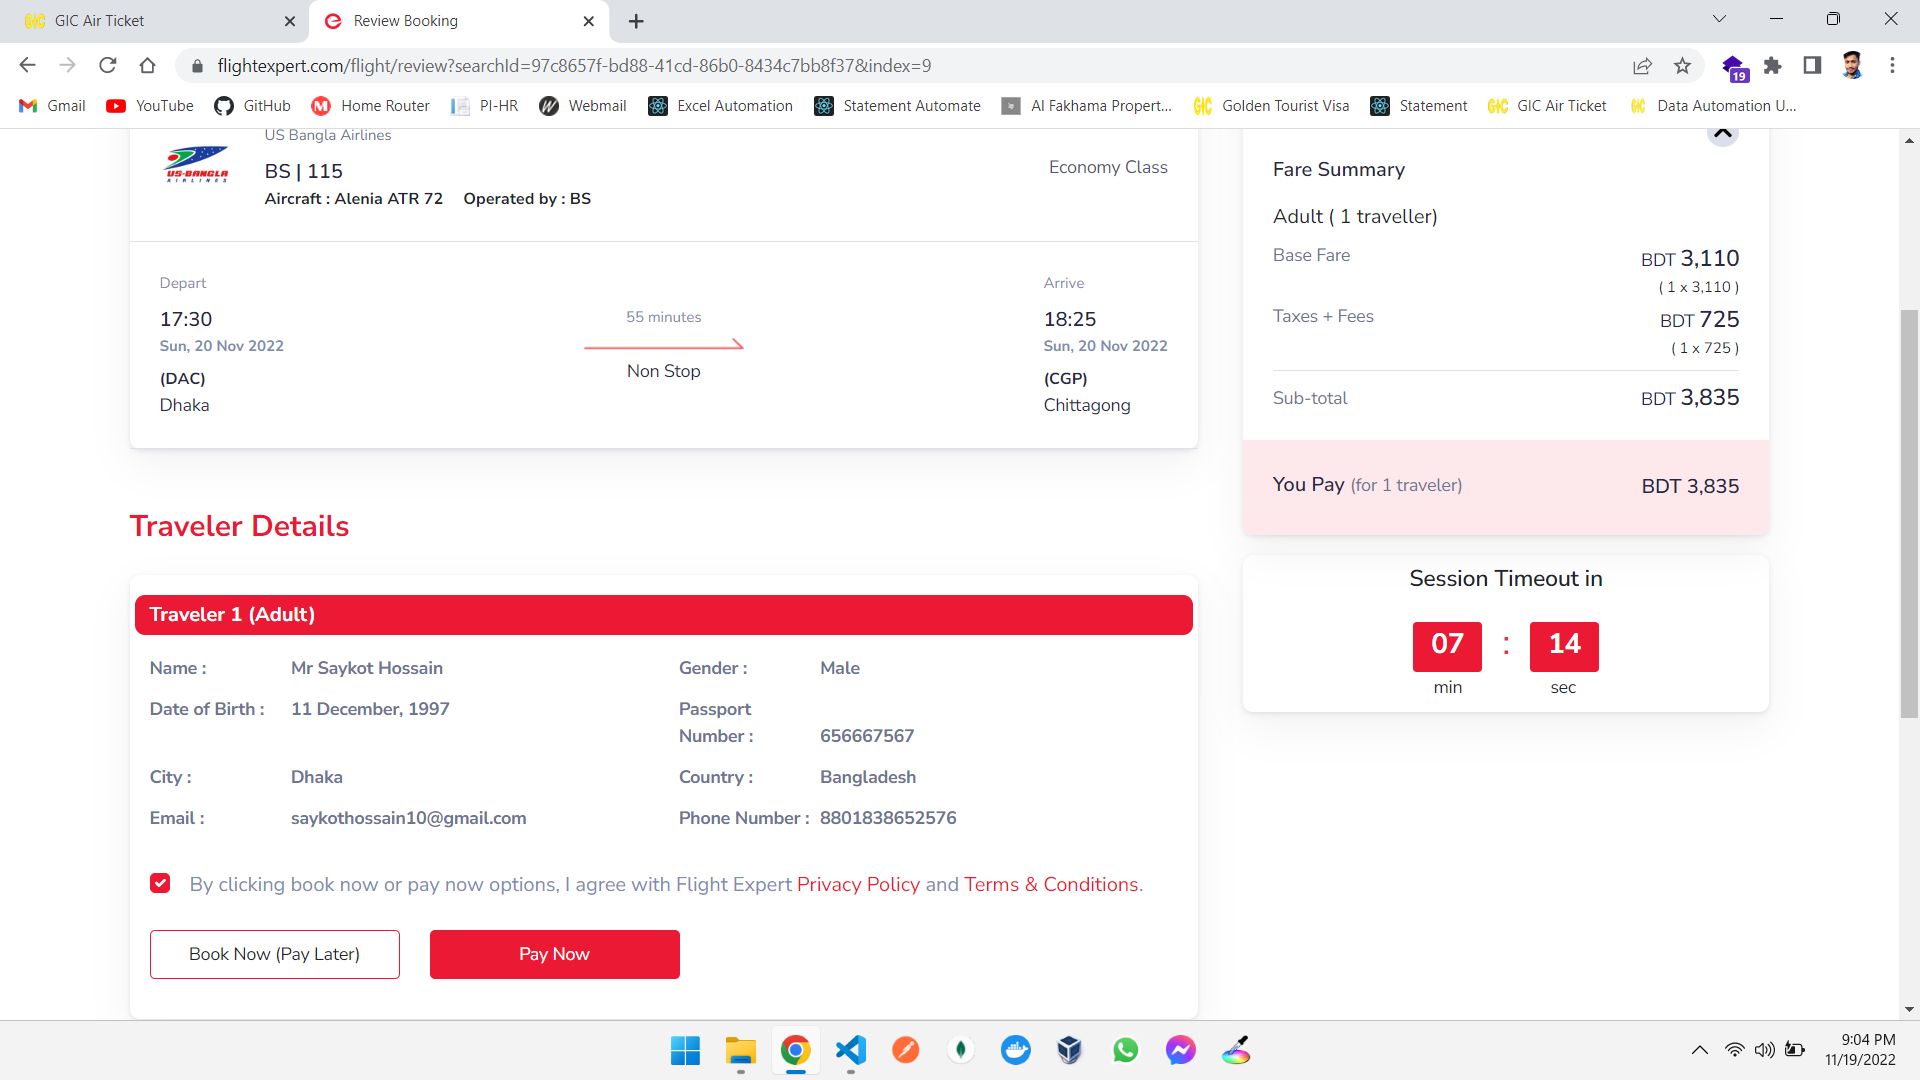 GIC Air Ticket
Review Booking
flightexpert.com/flight/review?searchId=97c8657f-bd88-41cd-86b0-8434c7bb8f37&index=9
19
Gmail
YouTube
GitHub
Home Router
PI-HR
Webmail
Excel Automation
Statement Automate
Al Fakhama Propert...
Golden Tourist Visa
Statement
GIC Air Ticket
Data Automation U...
US Bangla Airlines
US-BANGLA
AIRLINES
BS | 115
Aircraft : Alenia ATR 72 Operated by : BS
Economy Class
Depart
17:30
Sun, 20 Nov 2022
(DAC)
Dhaka
55 minutes
Non Stop
Arrive
18:25
Sun, 20 Nov 2022
(CGP)
Chittagong
Fare Summary
Adult ( 1 traveller)
Base Fare BDT 3,110
( 1 x 3,110 )
Taxes + Fees BDT 725
( 1 x 725 )
Sub-total BDT 3,835
You Pay (for 1 traveler) BDT 3,835
Session Timeout in
07 : 14
min sec
Traveler Details
Traveler 1 (Adult)
Name : Mr Saykot Hossain Gender : Male
Date of Birth : 11 December, 1997 Passport
Number : 656667567
City : Dhaka Country : Bangladesh
Email : saykothossain10@gmail.com Phone Number : 8801838652576
By clicking book now or pay now options, I agree with Flight Expert Privacy Policy and Terms & Conditions.
Book Now (Pay Later) Pay Now
9:04 PM
11/19/2022